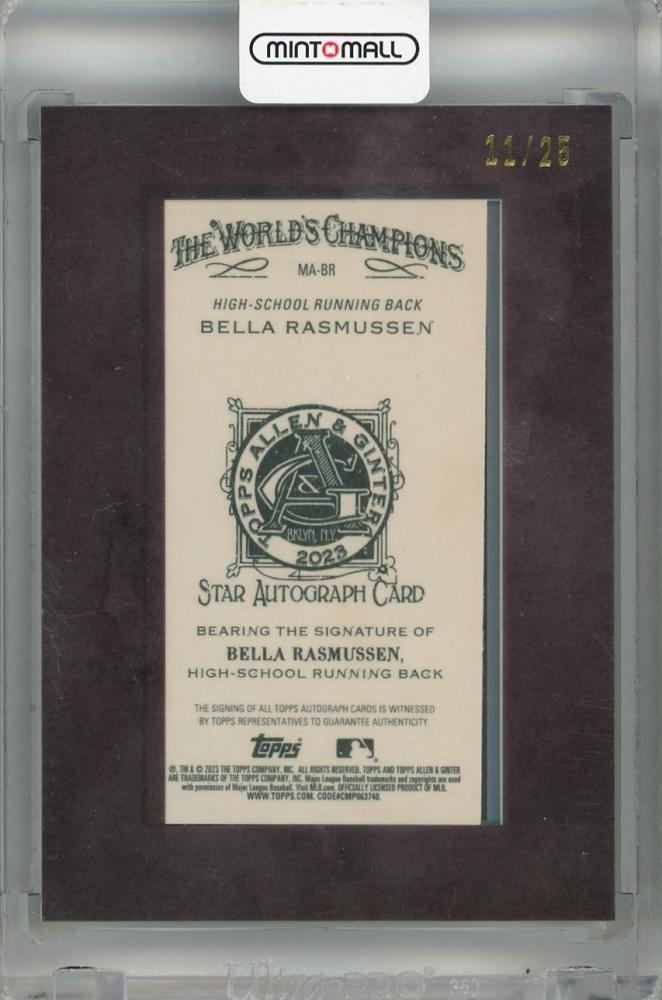 MINTOMALL
11/25
THE WORLD'S CHAMPIONS
MA-BR
HIGH-SCHOOL RUNNING BACK
BELLA RASMUSSEN
TOPPS ALLEN & GINTER
A&G
BKLYN, N.Y.
2023
STAR AUTOGRAPH CARD
BEARING THE SIGNATURE OF
BELLA RASMUSSEN,
HIGH-SCHOOL RUNNING BACK
THE SIGNING OF ALL TOPPS AUTOGRAPH CARDS IS WITNESSED
BY TOPPS REPRESENTATIVES TO GUARANTEE AUTHENTICITY.
topps
®, TM & © 2023 THE TOPPS COMPANY, INC. ALL RIGHTS RESERVED. TOPPS AND TOPPS ALLEN & GINTER
ARE TRADEMARKS OF THE TOPPS COMPANY, INC. Major League Baseball trademarks and copyrights are used
with permission of Major League Baseball. Visit MLB.com. OFFICIALLY LICENSED PRODUCT OF MLB.
WWW.TOPPS.COM. CODE#CMP063740.
Ultra PRO